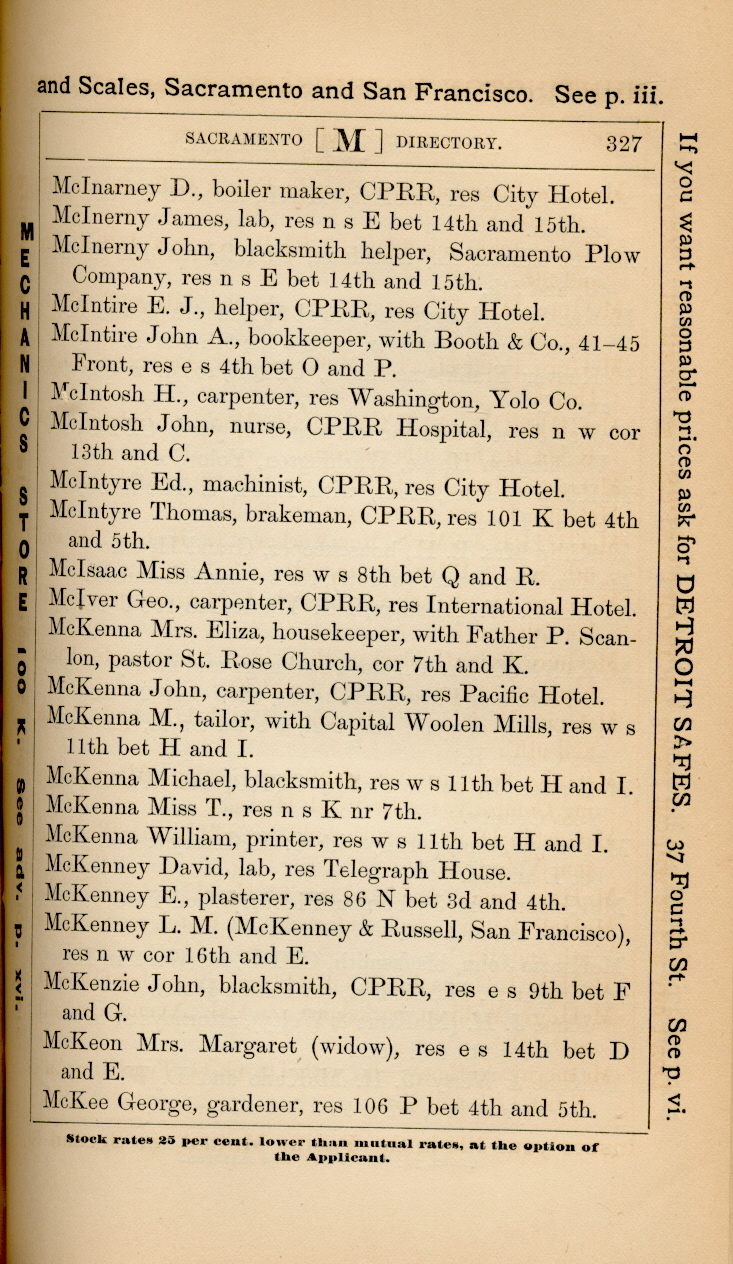 and Scales, Sacramento and San Francisco. See p. iii.
SACRAMENTO [ M ] DIRECTORY. 327
McInarney D., boiler maker, CPRR, res City Hotel.
McInerny James, lab, res n s E bet 14th and 15th.
McInerny John, blacksmith helper, Sacramento Plow
Company, res n s E bet 14th and 15th.
McIntire E. J., helper, CPRR, res City Hotel.
McIntire John A., bookkeeper, with Booth & Co., 41–45
Front, res e s 4th bet O and P.
McIntosh H., carpenter, res Washington, Yolo Co.
McIntosh John, nurse, CPRR Hospital, res n w cor
13th and C.
McIntyre Ed., machinist, CPRR, res City Hotel.
McIntyre Thomas, brakeman, CPRR, res 101 K bet 4th
and 5th.
McIsaac Miss Annie, res w s 8th bet Q and R.
McIver Geo., carpenter, CPRR, res International Hotel.
McKenna Mrs. Eliza, housekeeper, with Father P. Scan-
lon, pastor St. Rose Church, cor 7th and K.
McKenna John, carpenter, CPRR, res Pacific Hotel.
McKenna M., tailor, with Capital Woolen Mills, res w s
11th bet H and I.
McKenna Michael, blacksmith, res w s 11th bet H and I.
McKenna Miss T., res n s K nr 7th.
McKenna William, printer, res w s 11th bet H and I.
McKenney David, lab, res Telegraph House.
McKenney E., plasterer, res 86 N bet 3d and 4th.
McKenney L. M. (McKenney & Russell, San Francisco),
res n w cor 16th and E.
McKenzie John, blacksmith, CPRR, res e s 9th bet F
and G.
McKeon Mrs. Margaret (widow), res e s 14th bet D
and E.
McKee George, gardener, res 106 P bet 4th and 5th.
Stock rates 25 per cent. lower than mutual rates, at the option of
the Applicant.
MECHANICS STORE 100 K. See adv. p. xvi.
If you want reasonable prices ask for DETROIT SAFES. 37 Fourth St. See p. vi.